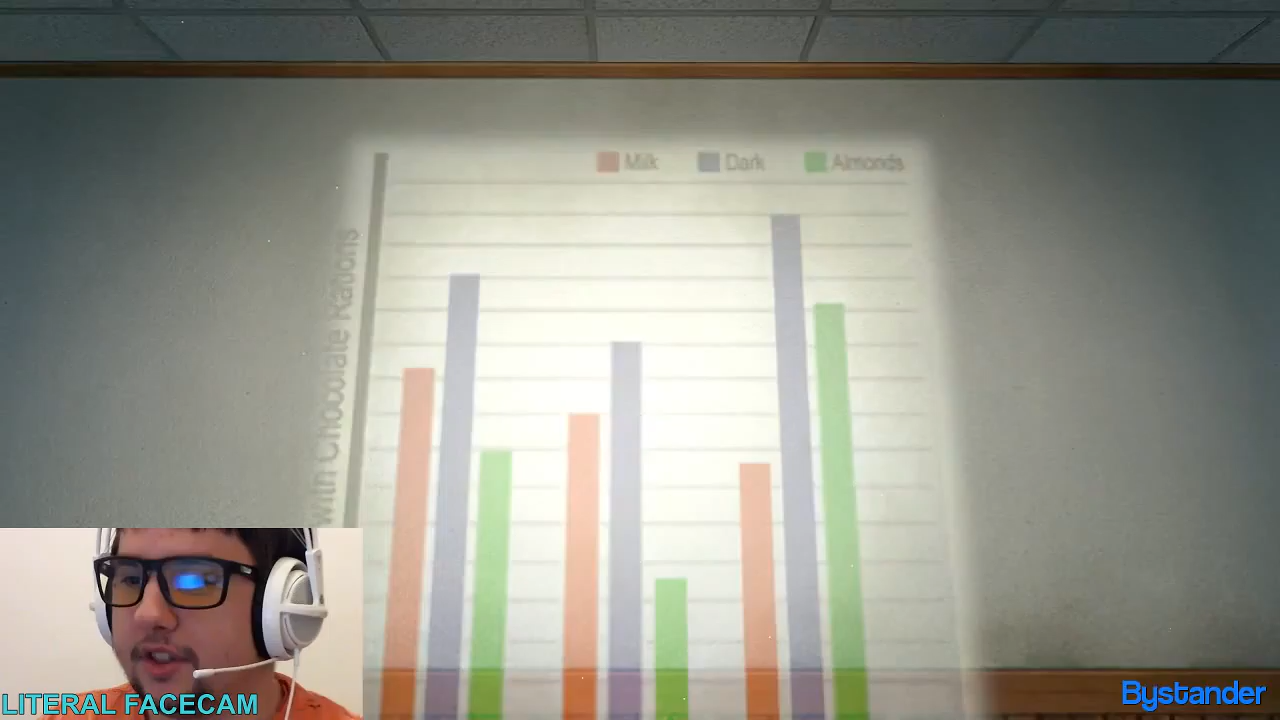 Milk Dark Almonds
with Chocolate Rations
LITERAL FACECAM
Bystander